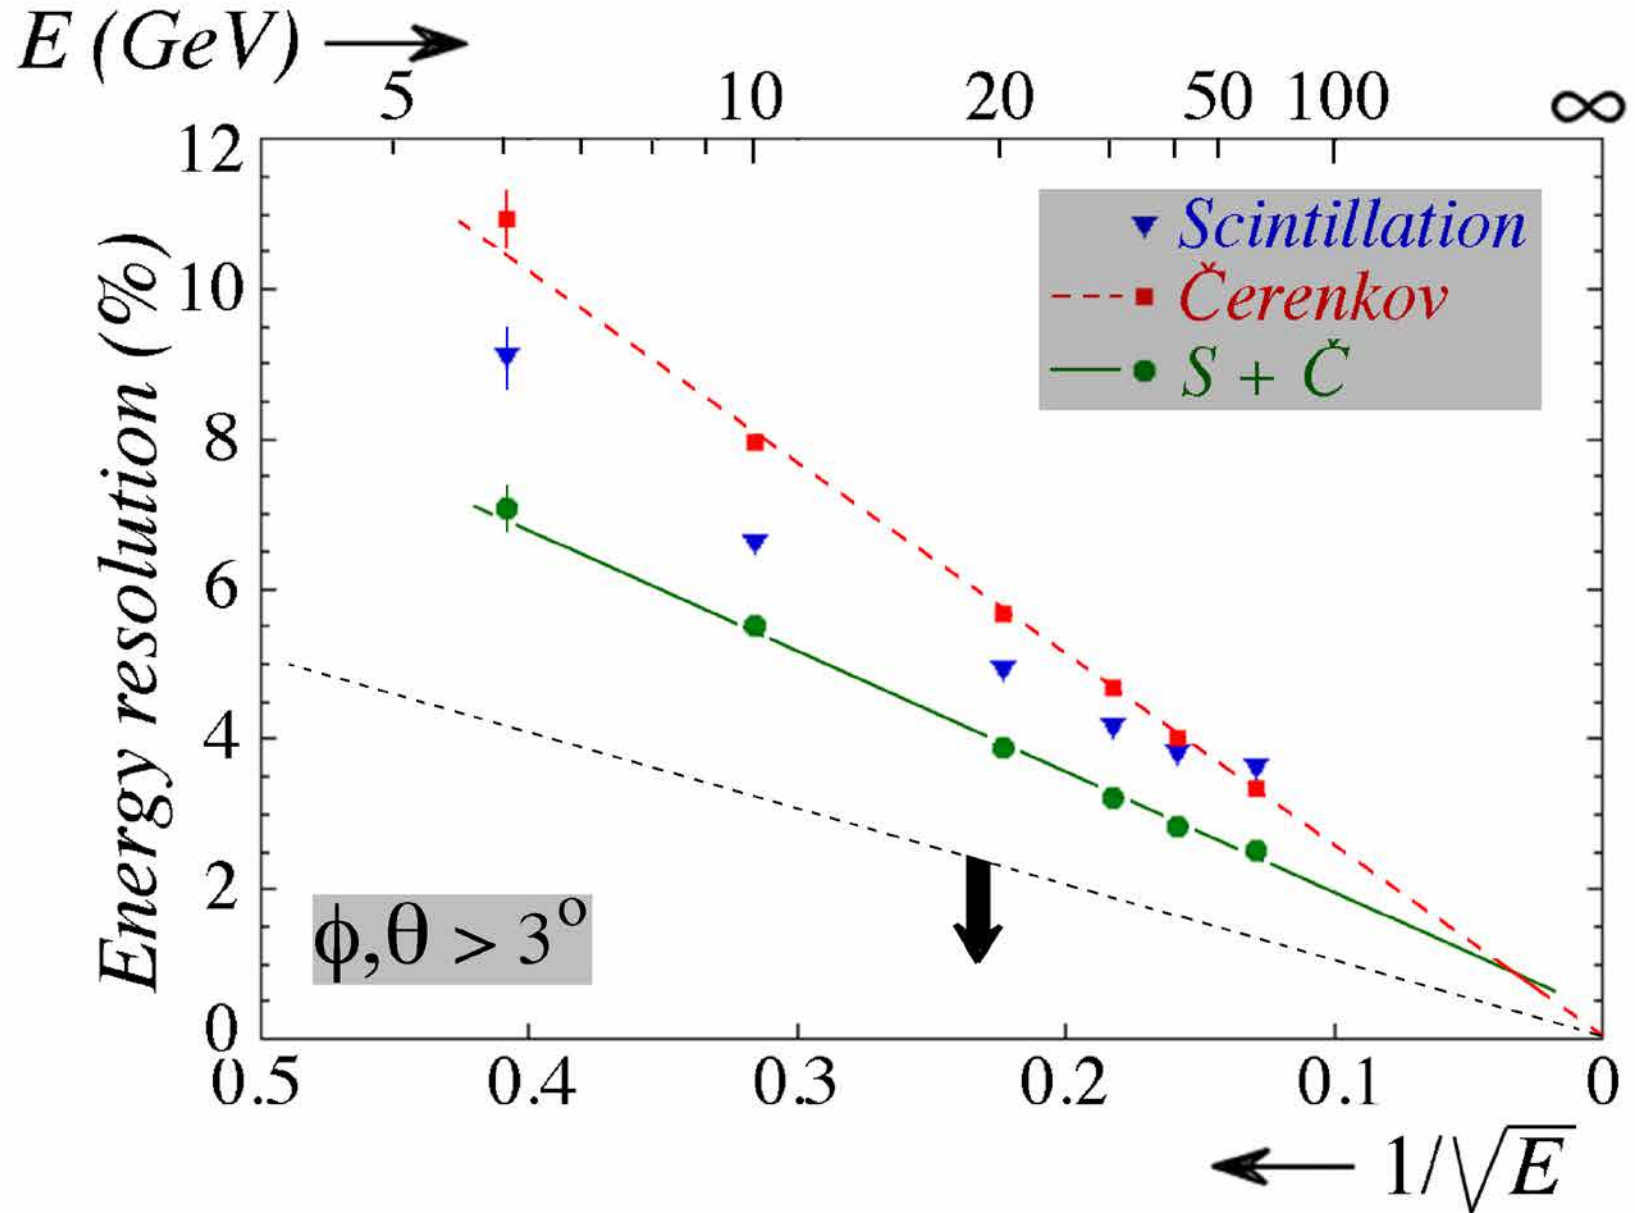 E (GeV)
5 10 20 50 100 ∞
12
10
8
6
4
2
0
Energy resolution (%)
Scintillation
Čerenkov
S + Č
ϕ,θ > 3°
0.5 0.4 0.3 0.2 0.1 0
1/√E